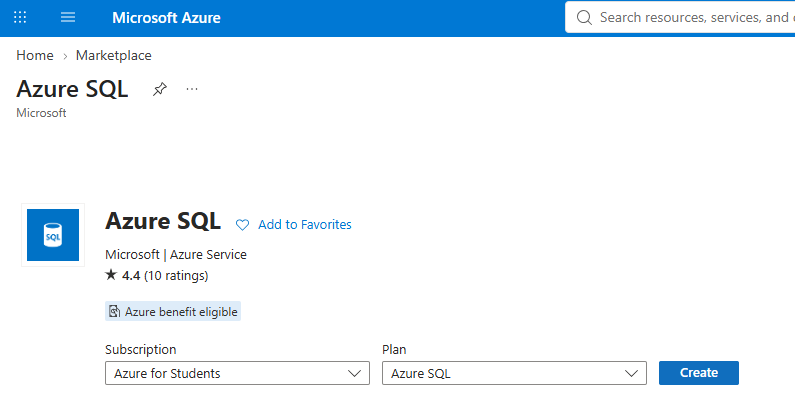 Microsoft Azure
Search resources, services, and
Home > Marketplace
Azure SQL ...
Microsoft
SQL
Azure SQL Add to Favorites
Microsoft | Azure Service
★ 4.4 (10 ratings)
Azure benefit eligible
Subscription Plan
Azure for Students Azure SQL Create